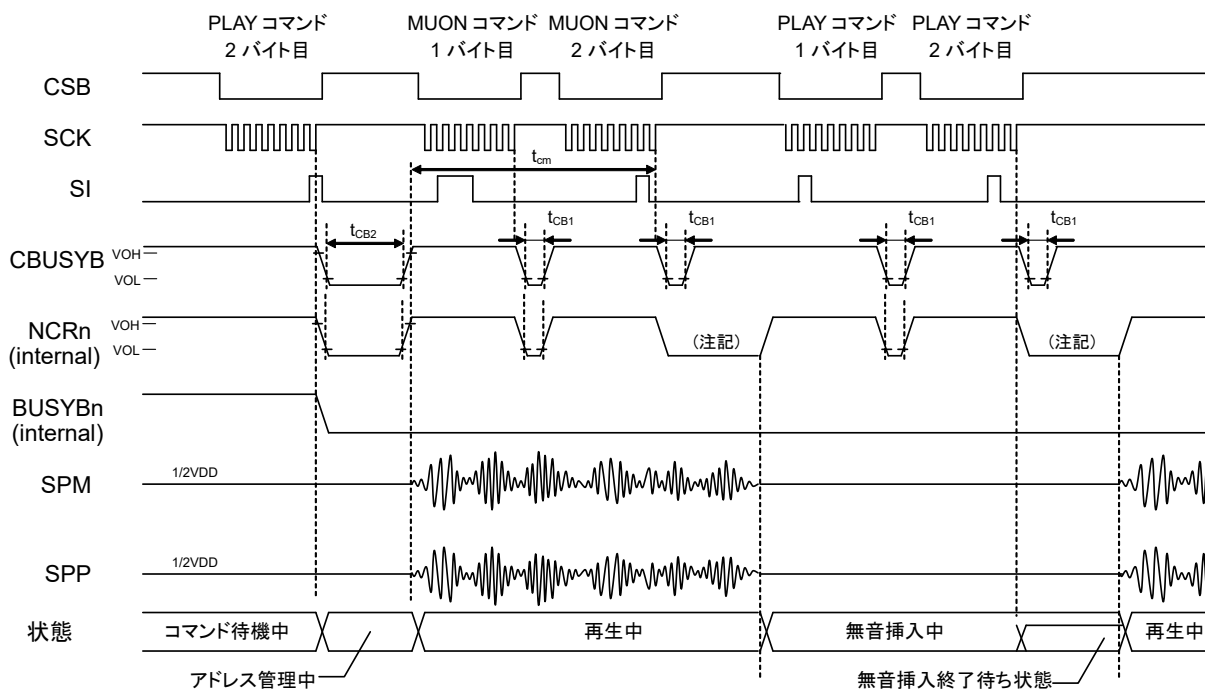 PLAY コマンド
2 バイト目
MUON コマンド
1 バイト目
MUON コマンド
2 バイト目
PLAY コマンド
1 バイト目
PLAY コマンド
2 バイト目
CSB
SCK
tcm
SI
tCB2
tCB1
tCB1
tCB1
tCB1
CBUSYB
VOH
VOL
NCRn
(internal)
VOH
VOL
(注記)
(注記)
BUSYBn
(internal)
SPM
1/2VDD
SPP
1/2VDD
状態
コマンド待機中
再生中
無音挿入中
再生中
アドレス管理中
無音挿入終了待ち状態